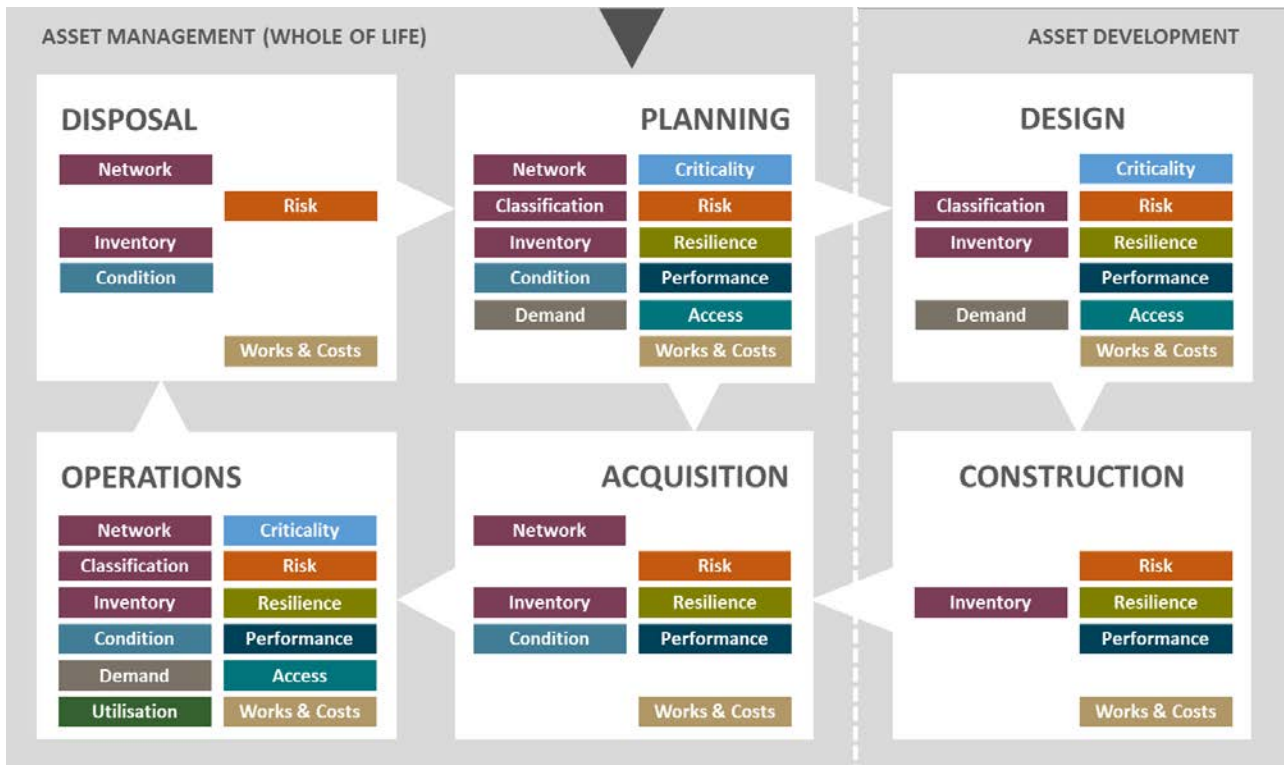 ASSET MANAGEMENT (WHOLE OF LIFE)
ASSET DEVELOPMENT
DISPOSAL
Network
Risk
Inventory
Condition
Works & Costs
PLANNING
Network
Criticality
Classification
Risk
Inventory
Resilience
Condition
Performance
Demand
Access
Works & Costs
DESIGN
Criticality
Classification
Risk
Inventory
Resilience
Performance
Demand
Access
Works & Costs
OPERATIONS
Network
Criticality
Classification
Risk
Inventory
Resilience
Condition
Performance
Demand
Access
Utilisation
Works & Costs
ACQUISITION
Network
Risk
Inventory
Resilience
Condition
Performance
Works & Costs
CONSTRUCTION
Risk
Inventory
Resilience
Performance
Works & Costs